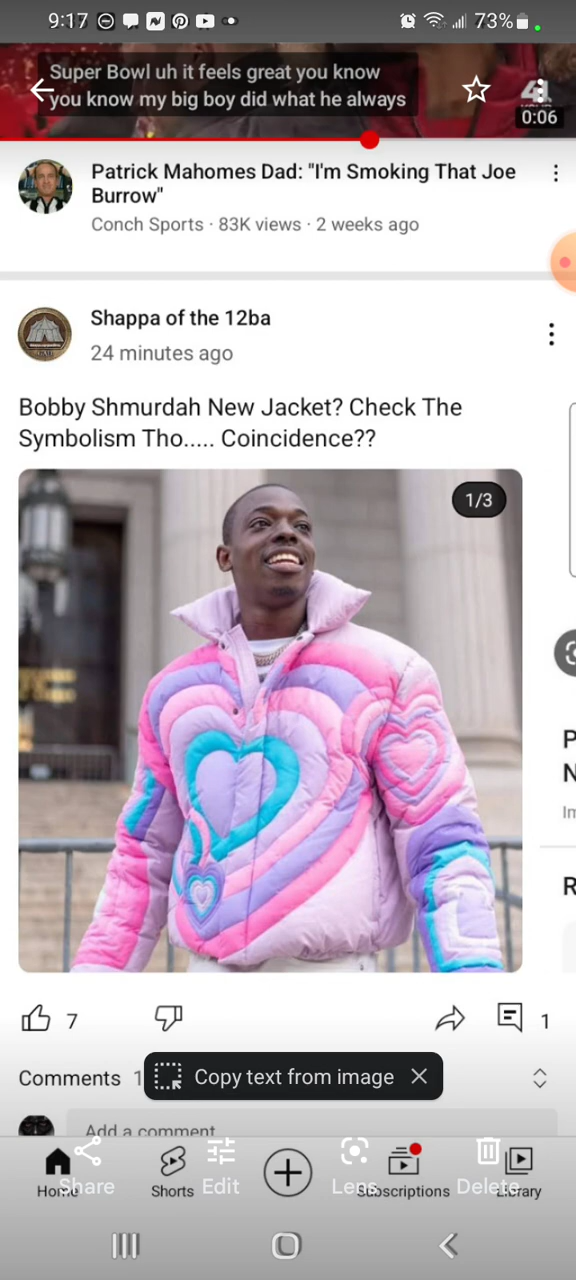 9:17
73%
Super Bowl uh it feels great you know
you know my big boy did what he always
0:06
Patrick Mahomes Dad: "I'm Smoking That Joe
Burrow"
Conch Sports · 83K views · 2 weeks ago
Shappa of the 12ba
24 minutes ago
Bobby Shmurdah New Jacket? Check The
Symbolism Tho..... Coincidence??
1/3
7
1
Comments 1
Copy text from image
Add a comment
Home
Shorts
Subscriptions
Library
Share
Edit
Lens
Delete